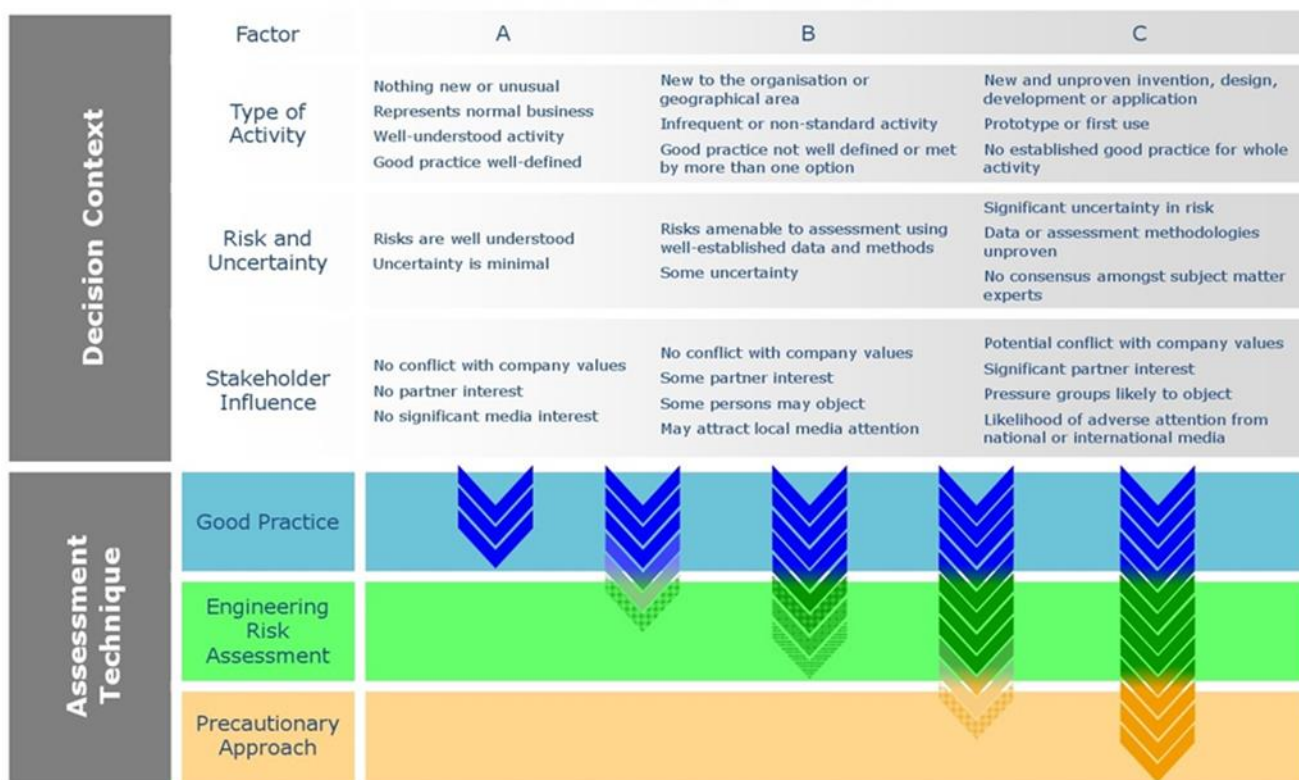 Decision Context
Factor
A
B
C
Type of
Activity
Nothing new or unusual
Represents normal business
Well-understood activity
Good practice well-defined
New to the organisation or
geographical area
Infrequent or non-standard activity
Good practice not well defined or met
by more than one option
New and unproven invention, design,
development or application
Prototype or first use
No established good practice for whole
activity
Risk and
Uncertainty
Risks are well understood
Uncertainty is minimal
Risks amenable to assessment using
well-established data and methods
Some uncertainty
Significant uncertainty in risk
Data or assessment methodologies
unproven
No consensus amongst subject matter
experts
Stakeholder
Influence
No conflict with company values
No partner interest
No significant media interest
No conflict with company values
Some partner interest
Some persons may object
May attract local media attention
Potential conflict with company values
Significant partner interest
Pressure groups likely to object
Likelihood of adverse attention from
national or international media
Assessment
Technique
Good Practice
Engineering
Risk
Assessment
Precautionary
Approach